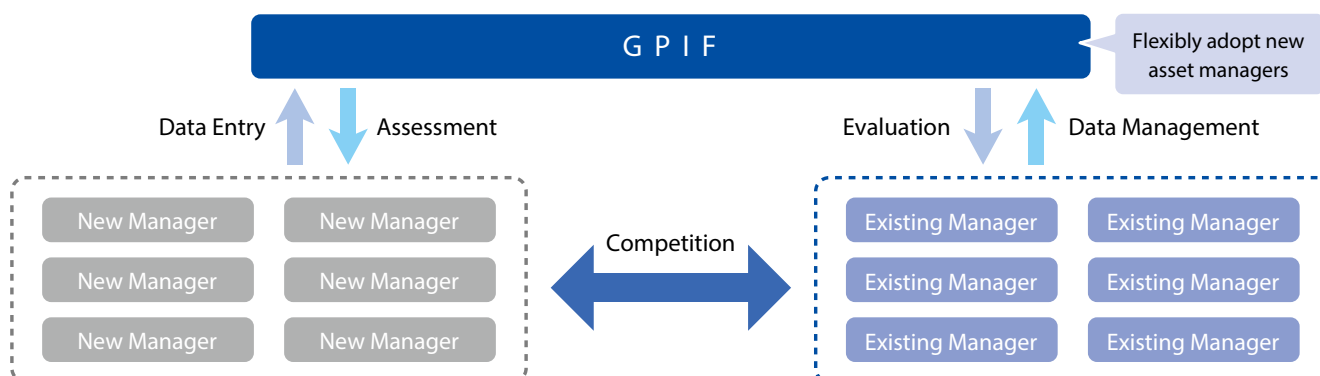 GPIF
Flexibly adopt new
asset managers
Data Entry
Assessment
Evaluation
Data Management
New Manager
New Manager
Existing Manager
Existing Manager
Competition
New Manager
New Manager
Existing Manager
Existing Manager
New Manager
New Manager
Existing Manager
Existing Manager